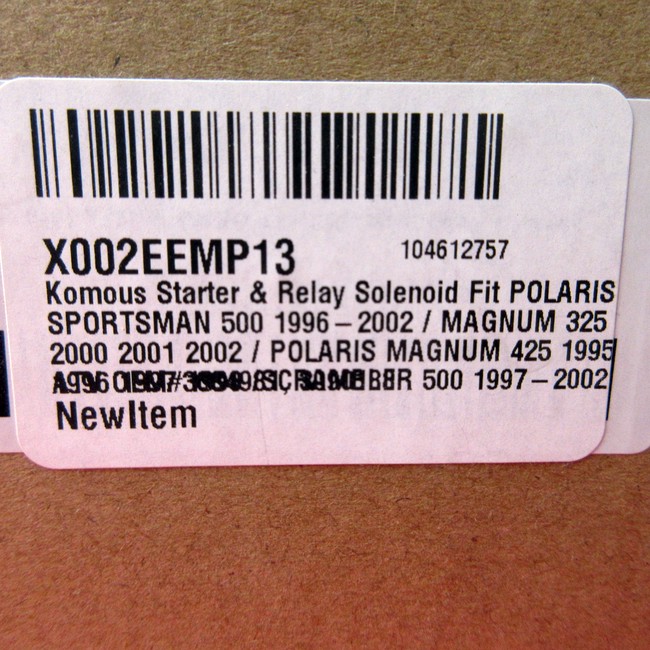 X002EEMP13
104612757
Komous Starter & Relay Solenoid Fit POLARIS
SPORTSMAN 500 1996–2002 / MAGNUM 325
2000 2001 2002 / POLARIS MAGNUM 425 1995
500 1997–2002
NewItem